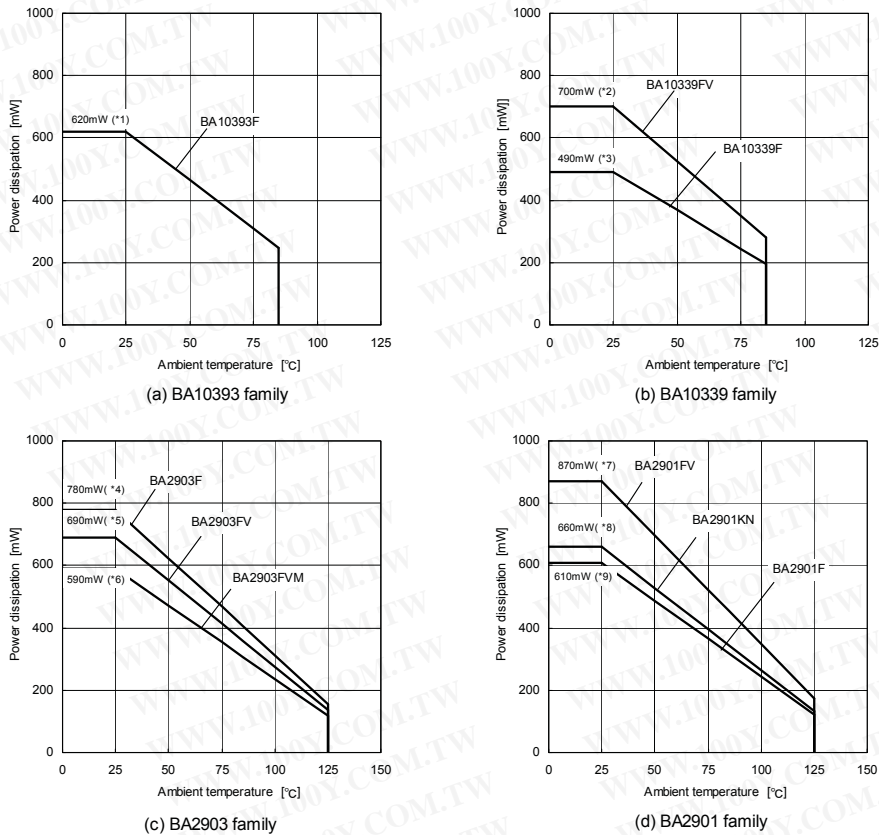 1000
800
600
400
200
0
Power dissipation [mW]
620mW (*1)
BA10393F
0 25 50 75 100 125
Ambient temperature [°C]
(a) BA10393 family
1000
800
600
400
200
0
Power dissipation [mW]]
700mW (*2)
BA10339FV
490mW (*3)
BA10339F
0 25 50 75 100 125
Ambient temperature [°C]
(b) BA10339 family
1000
800
600
400
200
0
Power dissipation [mW]
780mW( *4)
BA2903F
690mW( *5)
BA2903FV
590mW( *6)
BA2903FVM
0 25 50 75 100 125 150
Ambient temperature [°C]
(c) BA2903 family
1000
800
600
400
200
0
Power dissipation [mW]
870mW( *7)
BA2901FV
660mW( *8)
BA2901KN
610mW( *9)
BA2901F
0 25 50 75 100 125 150
Ambient temperature [°C]
(d) BA2901 family
WWW.100Y.COM.TW